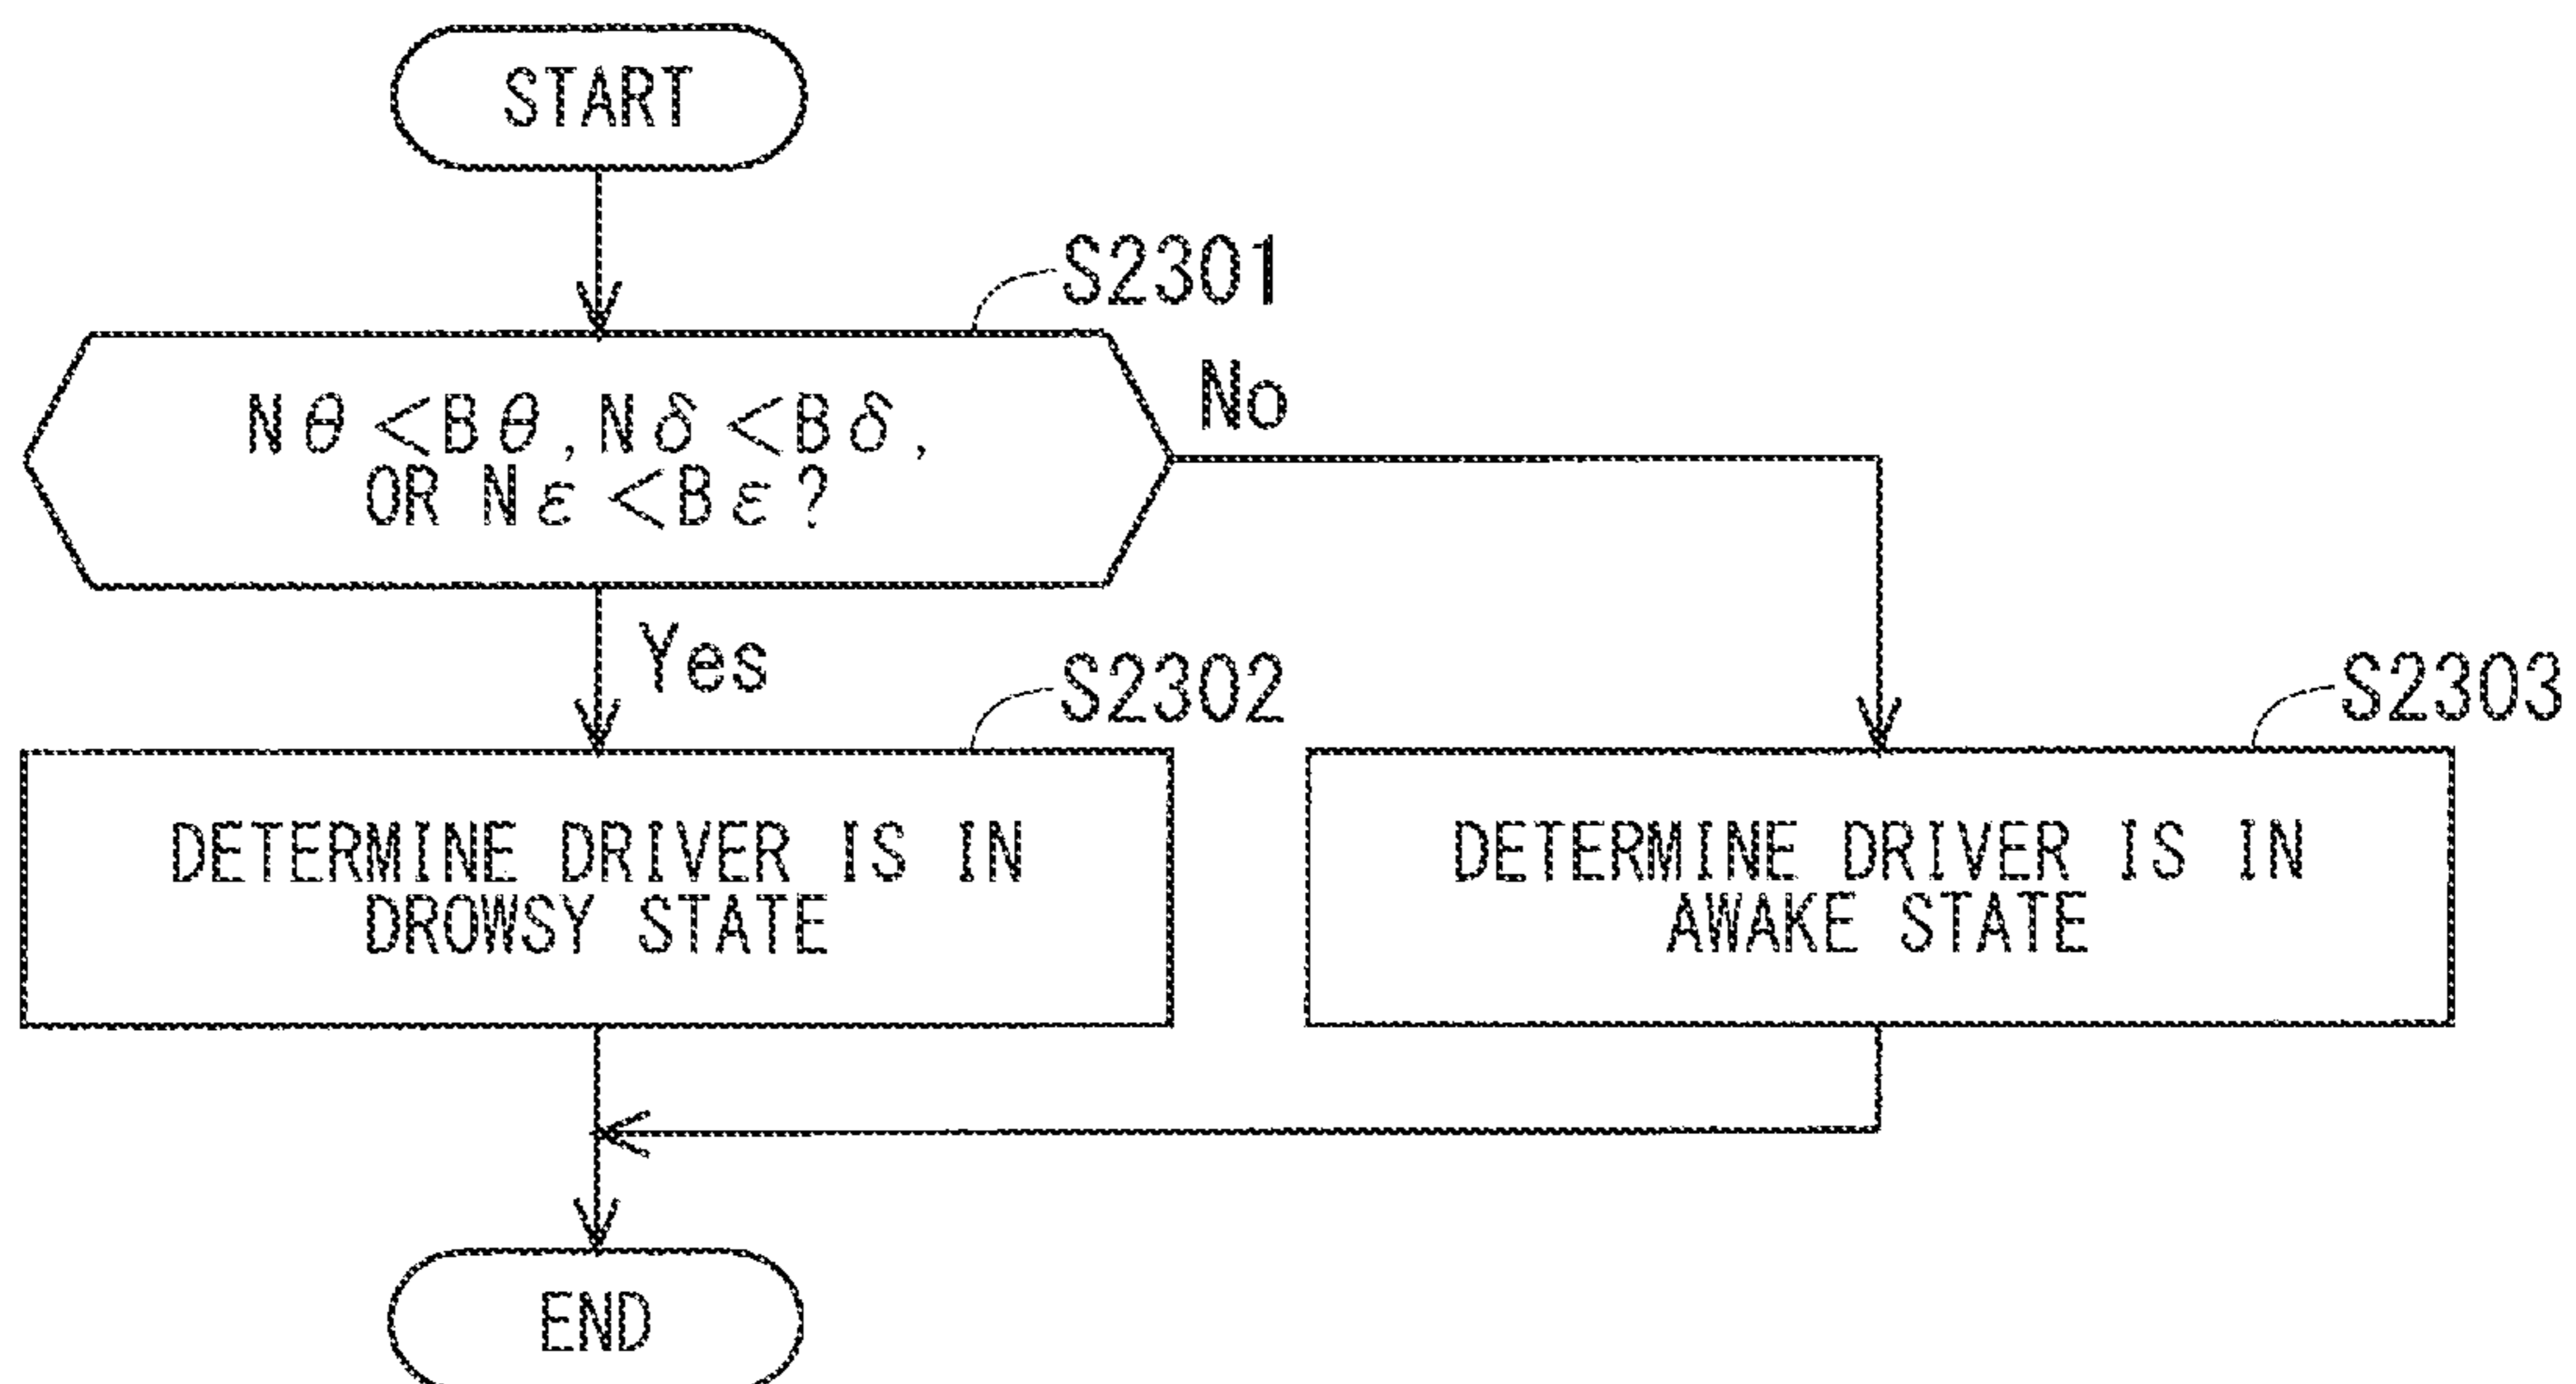 START
S2301
Nθ<Bθ, Nδ<Bδ,
OR Nε<Bε?
No
Yes
S2302
S2303
DETERMINE DRIVER IS IN
DROWSY STATE
DETERMINE DRIVER IS IN
AWAKE STATE
END